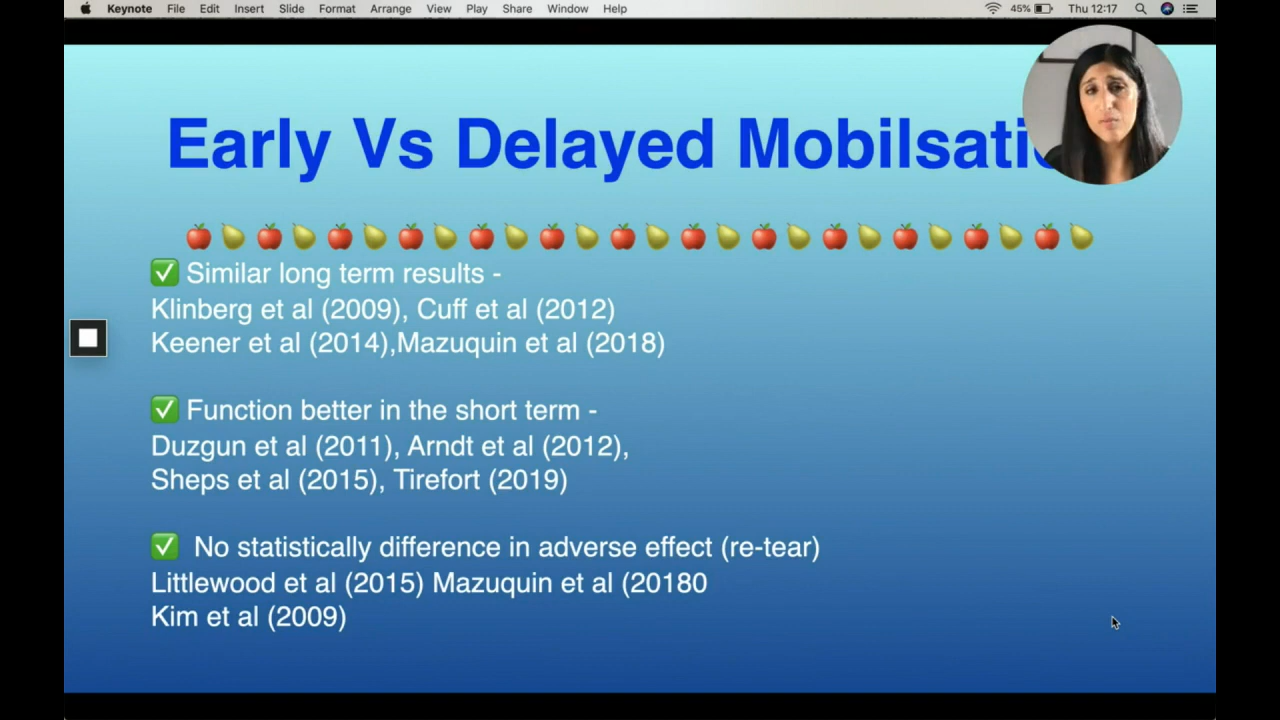 Keynote File Edit Insert Slide Format Arrange View Play Share Window Help 45% Thu 12:17
Early Vs Delayed Mobilsati
✅ Similar long term results -
Klinberg et al (2009), Cuff et al (2012)
Keener et al (2014),Mazuquin et al (2018)
✅ Function better in the short term -
Duzgun et al (2011), Arndt et al (2012),
Sheps et al (2015), Tirefort (2019)
✅ No statistically difference in adverse effect (re-tear)
Littlewood et al (2015) Mazuquin et al (20180
Kim et al (2009)